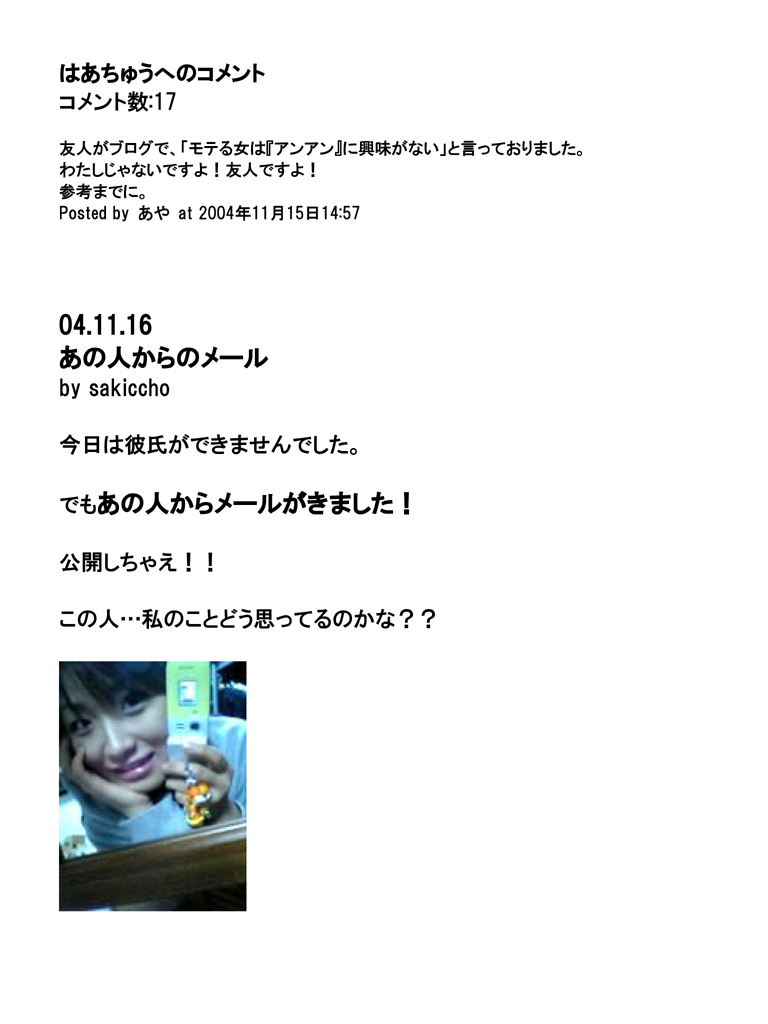 はあちゅうへのコメント
コメント数:17
友人がブログで、「モテる女は『アンアン』に興味がない」と言っておりました。
わたしじゃないですよ！友人ですよ！
参考までに。
Posted by あや at 2004年11月15日14:57
04.11.16
あの人からのメール
by sakiccho
今日は彼氏ができませんでした。
でもあの人からメールがきました！
公開しちゃえ！！
この人…私のことどう思ってるのかな？？